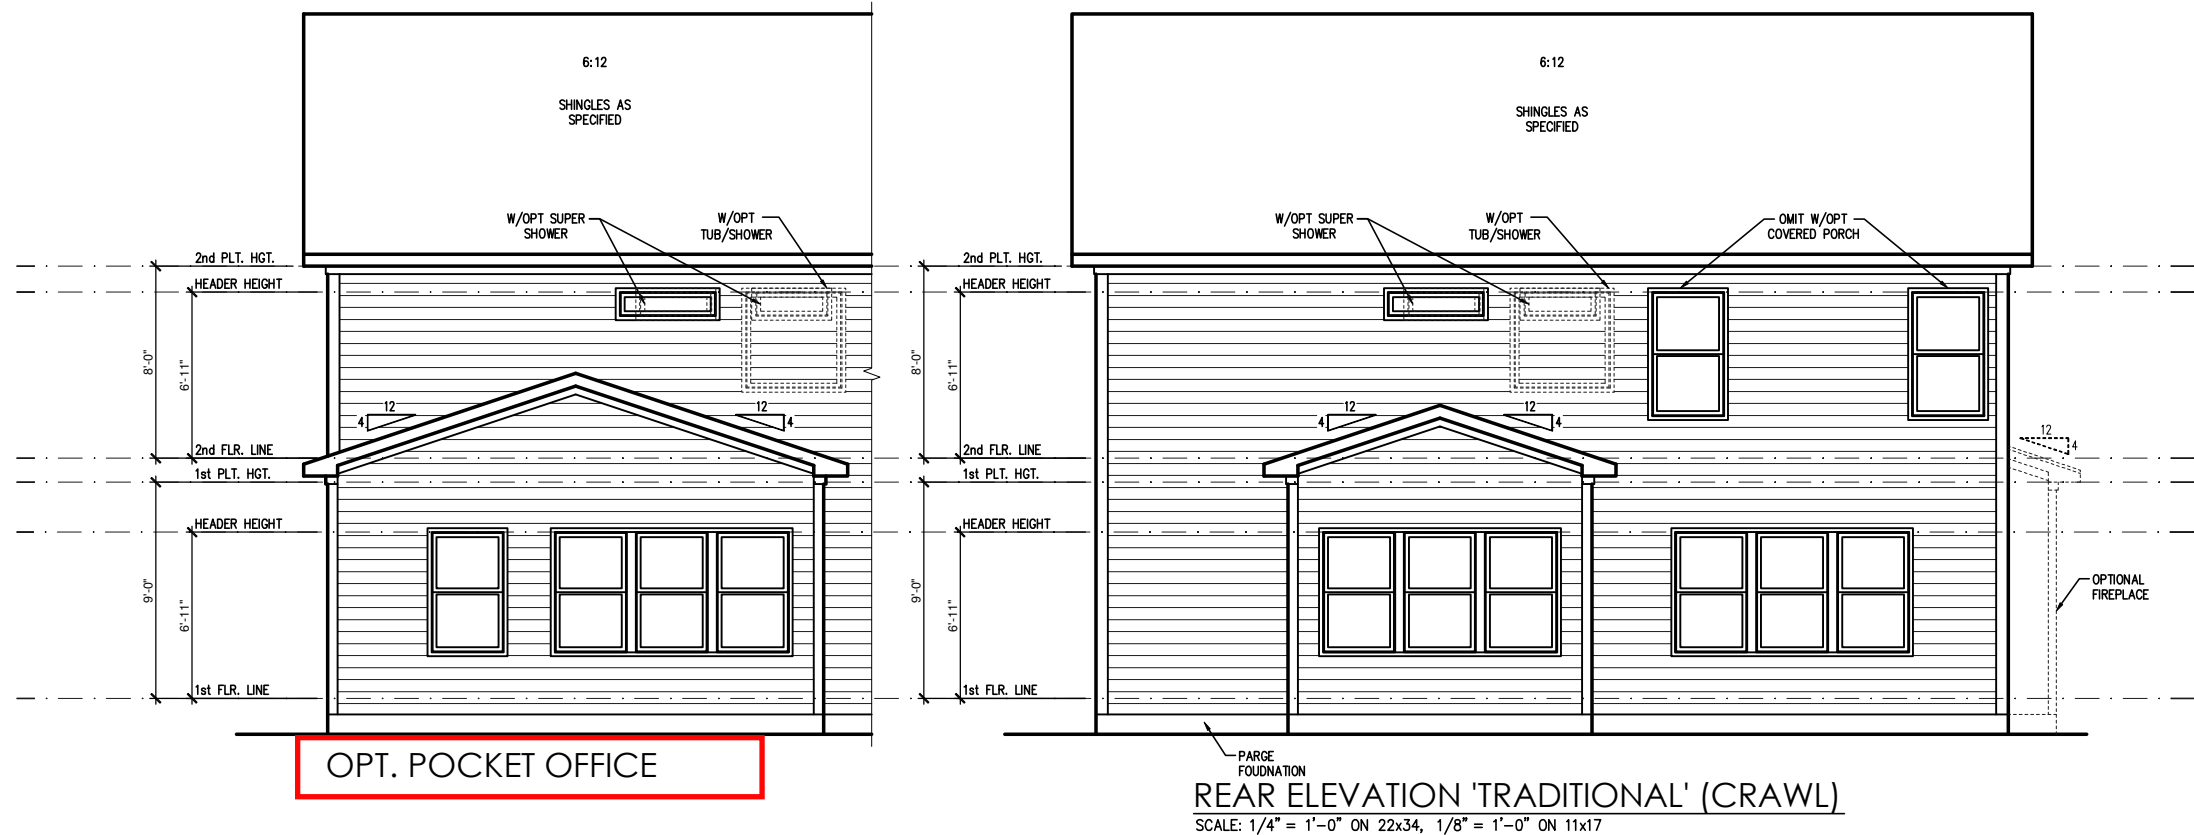 6:12
SHINGLES AS
SPECIFIED
W/OPT SUPER
SHOWER
W/OPT
TUB/SHOWER
2nd PLT. HGT.
HEADER HEIGHT
8'-0"
6'-11"
12
4
12
4
2nd FLR. LINE
1st PLT. HGT.
HEADER HEIGHT
9'-0"
6'-11"
1st FLR. LINE
OPT. POCKET OFFICE
6:12
SHINGLES AS
SPECIFIED
W/OPT SUPER
SHOWER
W/OPT
TUB/SHOWER
OMIT W/OPT
COVERED PORCH
2nd PLT. HGT.
HEADER HEIGHT
8'-0"
6'-11"
12
4
12
4
12
4
2nd FLR. LINE
1st PLT. HGT.
HEADER HEIGHT
9'-0"
6'-11"
OPTIONAL
FIREPLACE
1st FLR. LINE
PARGE
FOUDNATION
REAR ELEVATION 'TRADITIONAL' (CRAWL)
SCALE: 1/4" = 1'-0" ON 22x34, 1/8" = 1'-0" ON 11x17